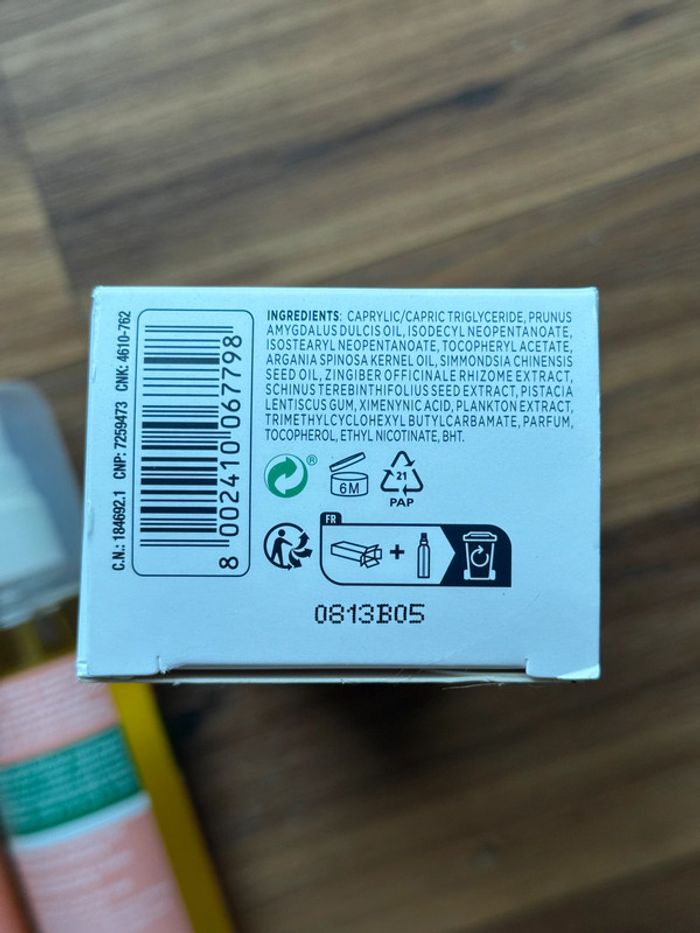 C.N.: 184692.1 CNP: 7259473 CNK: 4610-762
8 002410 067798
INGREDIENTS: CAPRYLIC/CAPRIC TRIGLYCERIDE, PRUNUS
AMYGDALUS DULCIS OIL, ISODECYL NEOPENTANOATE,
ISOSTEARYL NEOPENTANOATE, TOCOPHERYL ACETATE,
ARGANIA SPINOSA KERNEL OIL, SIMMONDSIA CHINENSIS
SEED OIL, ZINGIBER OFFICINALE RHIZOME EXTRACT,
SCHINUS TEREBINTHIFOLIUS SEED EXTRACT, PISTACIA
LENTISCUS GUM, XIMENYNIC ACID, PLANKTON EXTRACT,
TRIMETHYLCYCLOHEXYL BUTYLCARBAMATE, PARFUM,
TOCOPHEROL, ETHYL NICOTINATE, BHT.
®
6M
21
PAP
FR
+
0813B05